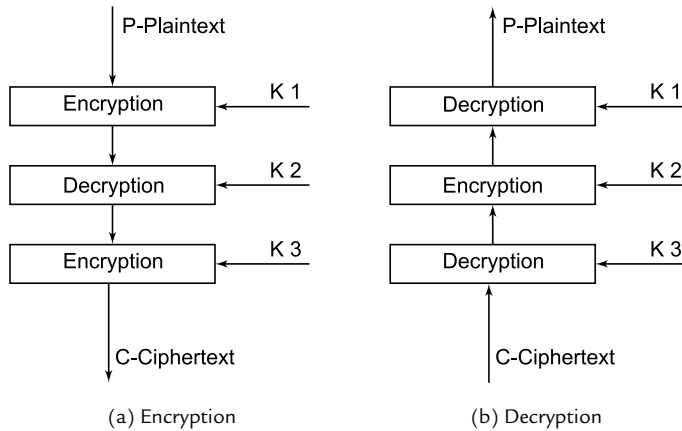 P-Plaintext
Encryption
K 1
Decryption
K 2
Encryption
K 3
C-Ciphertext
(a) Encryption
P-Plaintext
Decryption
K 1
Encryption
K 2
Decryption
K 3
C-Ciphertext
(b) Decryption